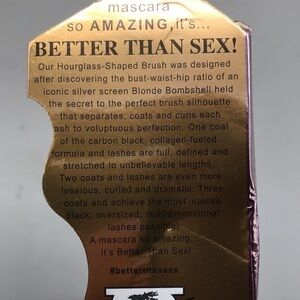 mascara
so AMAZING, it's...
BETTER THAN SEX!
Our Hourglass-Shaped Brush was designed
after discovering the bust-waist-hip ratio of an
iconic silver screen Blonde Bombshell held
the secret to the perfect brush silhouette
that separates, coats and curls each
ash to voluptuous perfection. One coat
of the carbon black, collagen-fueled
formula and lashes are full, defined and
stretched to unbelievable lengths.
Two coats and lashes are even more
luscious, curled and dramatic. Three
coats and achieve the most intense
black, oversized, multidimensional
lashes possible!
A mascara so amazing...
it's Better Than Sex!
#betterthansex